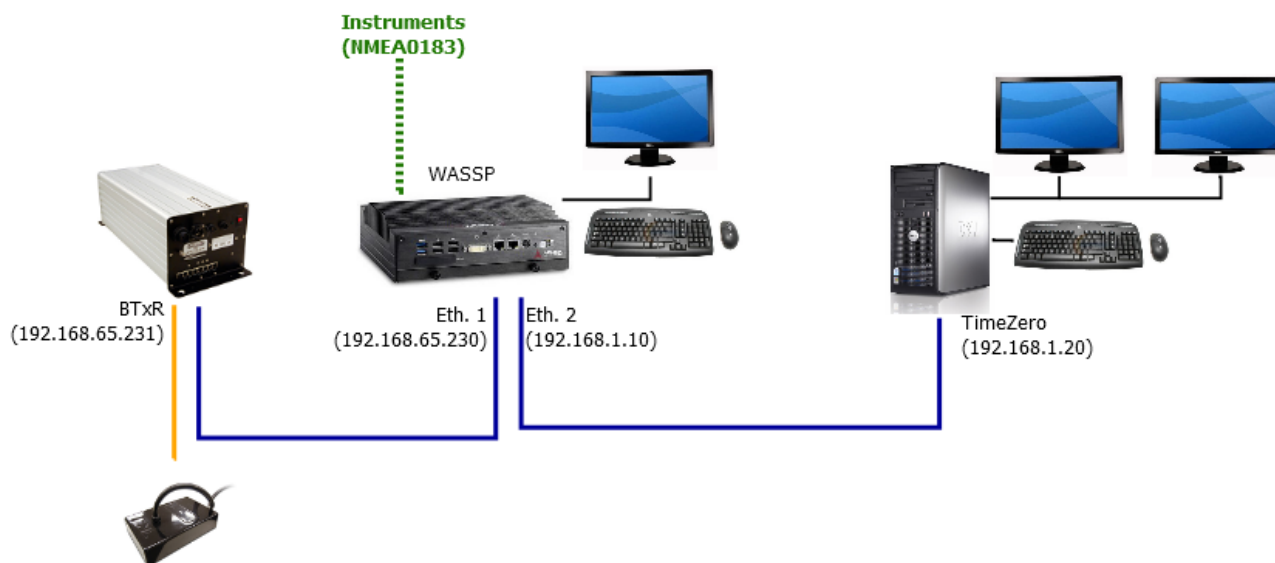 Instruments
(NMEA0183)
WASSP
BTxR
(192.168.65.231)
Eth. 1
(192.168.65.230)
Eth. 2
(192.168.1.10)
TimeZero
(192.168.1.20)